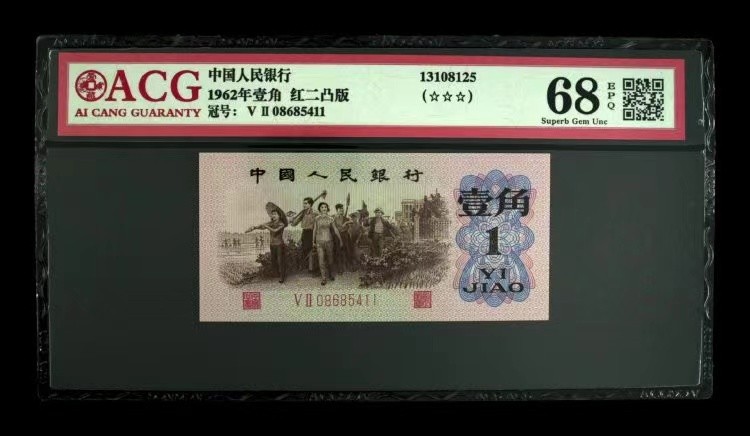 ACG
AI CANG GUARANTY
中国人民银行
1962年壹角 红二凸版
冠号: V II 08685411
13108125
(☆☆☆)
68
EPQ
Superb Gem Unc
中國人民銀行
壹角
1
YI
JIAO
V II 08685411